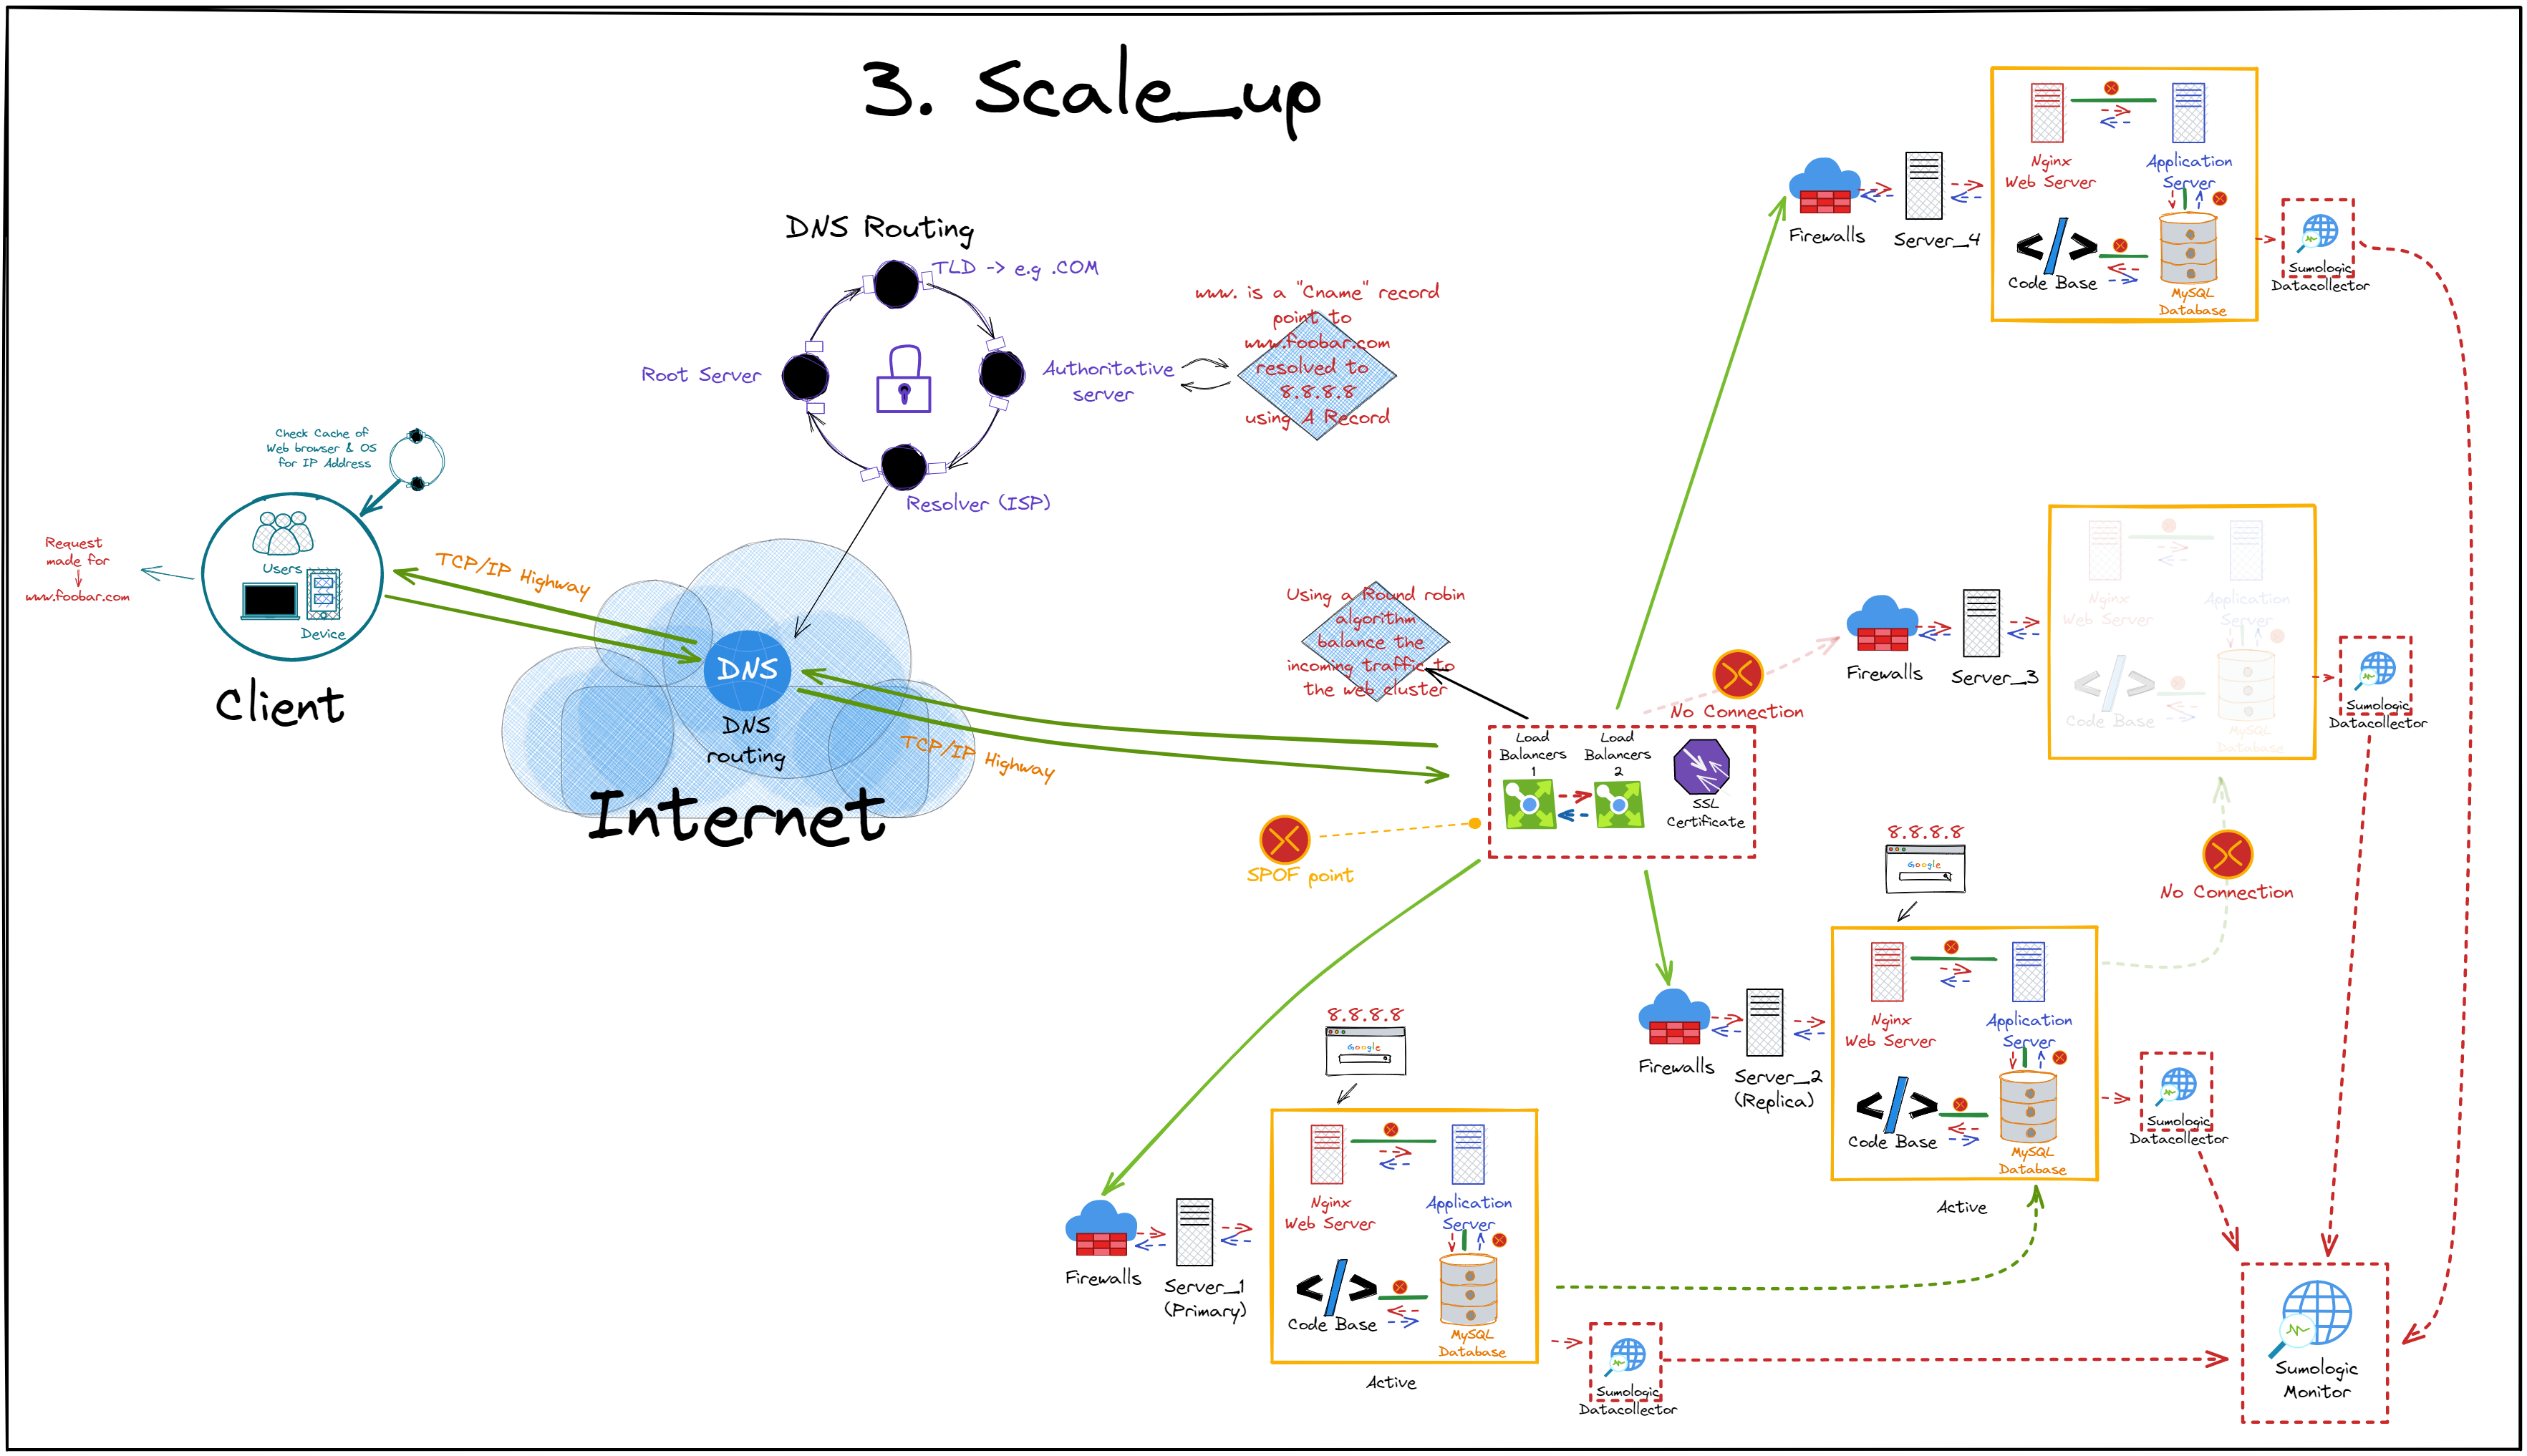 3. Scale_up
DNS Routing
TLD -> e.g .COM
Root Server
Authoritative
server
Resolver (ISP)
www. is a "Cname" record
point to
www.foobar.com
resolved to
8.8.8.8
using A Record
Check Cache of
Web browser & OS
for IP Address
Request
made for
www.foobar.com
Users
Device
Client
TCP/IP Highway
DNS
DNS
routing
TCP/IP Highway
Internet
Using a Round robin
algorithm
balance the
incoming traffic to
the web cluster
Load
Balancers
1
Load
Balancers
2
SSL
Certificate
SPOF point
No Connection
Firewalls
Server_4
Nginx
Web Server
Application
Server
Code Base
MySQL
Database
Sumologic
Datacollector
Firewalls
Server_3
Nginx
Web Server
Application
Server
Code Base
MySQL
Database
Sumologic
Datacollector
No Connection
8.8.8.8
Google
Firewalls
Server_2
(Replica)
Nginx
Web Server
Application
Server
Code Base
MySQL
Database
Active
Sumologic
Datacollector
8.8.8.8
Google
Firewalls
Server_1
(Primary)
Nginx
Web Server
Application
Server
Code Base
MySQL
Database
Active
Sumologic
Datacollector
Sumologic
Monitor